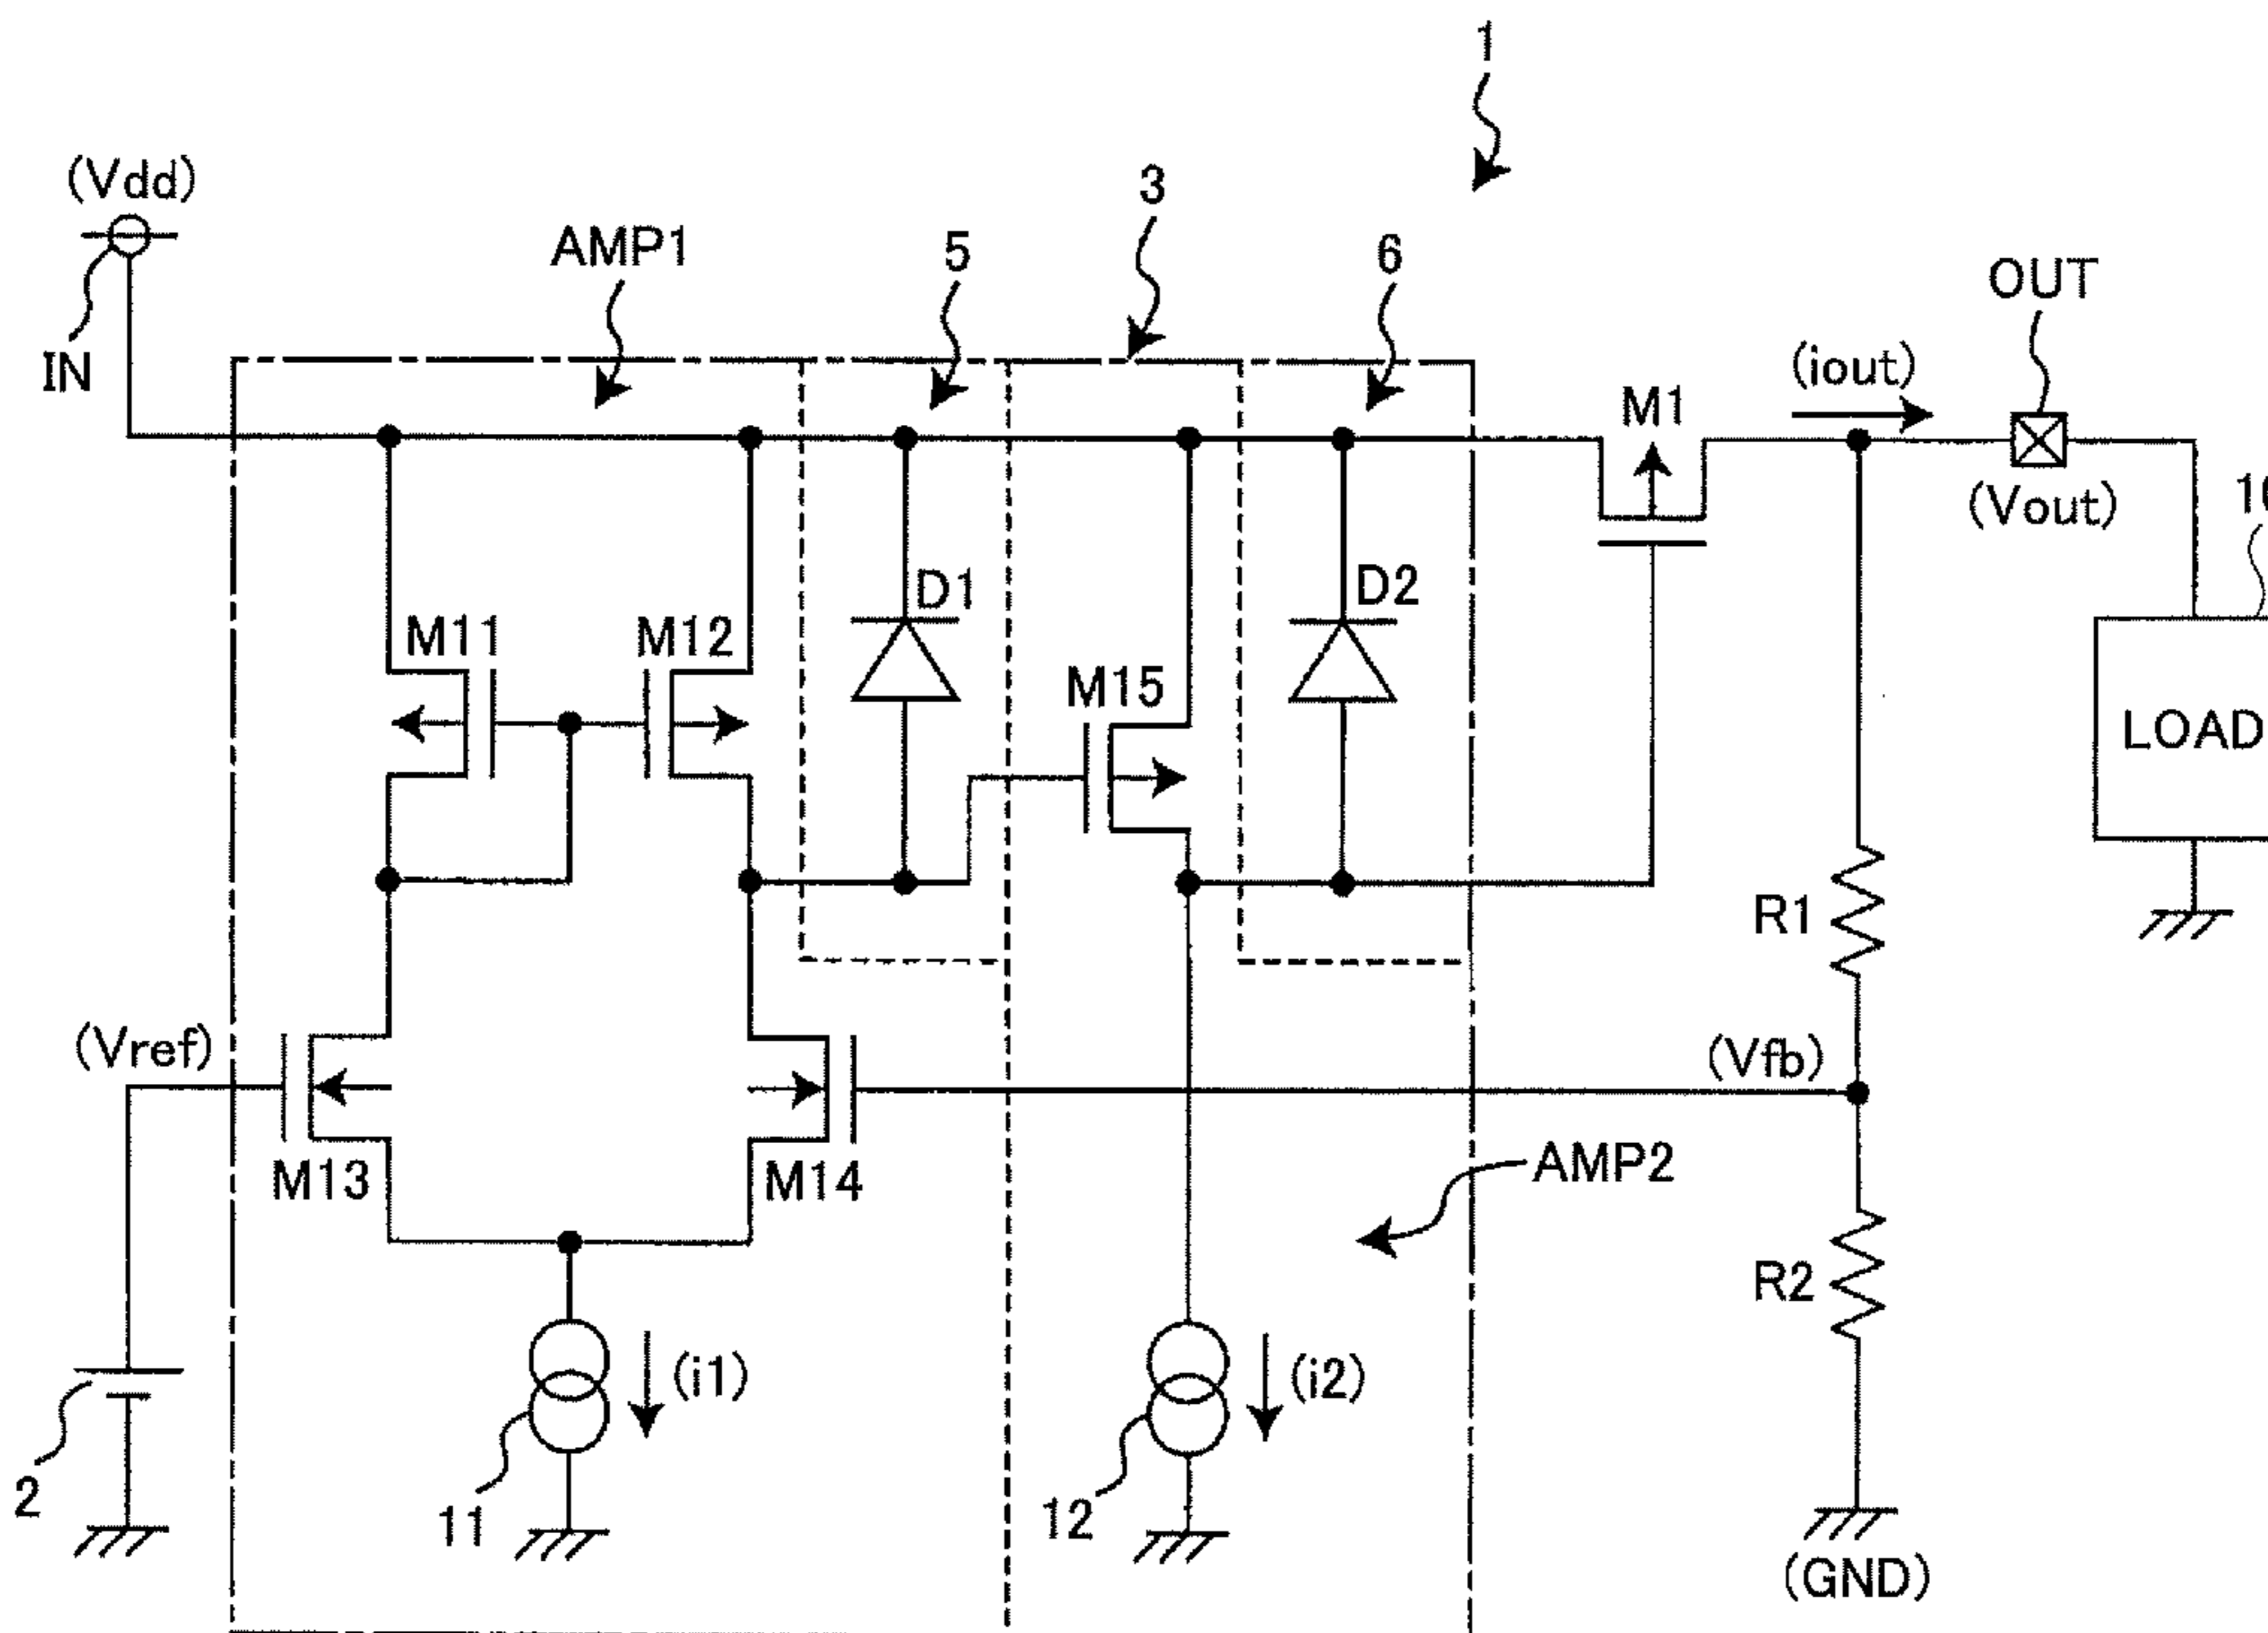 1
(Vdd)
3
AMP1
5
6
OUT
IN
(iout)
M1
(Vout)
D1
D2
M11
M12
M15
LOAD
R1
(Vref)
(Vfb)
M13
M14
AMP2
R2
(i1)
(i2)
2
11
12
(GND)